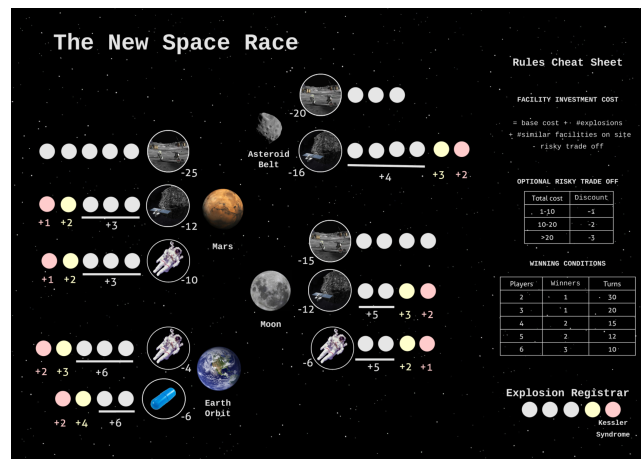 The New Space Race
-20
Asteroid
Belt
-16
+4
+3
+2
-25
+1
+2
+3
-12
Mars
+1
+2
+3
-10
-15
Moon
-12
+5
+3
+2
-6
+5
+2
+1
-4
+2
+3
+6
Earth
Orbit
-6
+2
+4
+6
Rules Cheat Sheet
FACILITY INVESTMENT COST
= base cost + #explosions
+ #similar facilities on site
- risky trade off
OPTIONAL RISKY TRADE OFF
Total cost Discount
1-10 -1
10-20 -2
>20 -3
WINNING CONDITIONS
Players Winners Turns
2 1 30
3 1 20
4 2 15
5 2 12
6 3 10
Explosion Registrar
Kessler
Syndrome